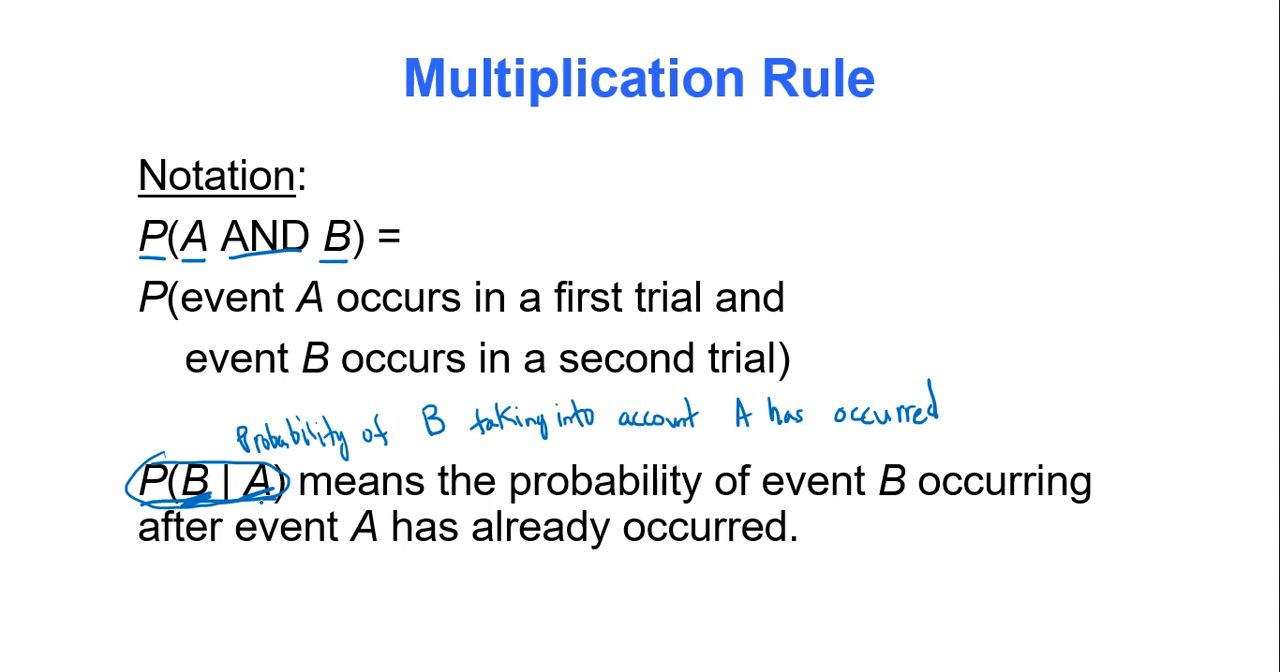 Multiplication Rule
Notation:
P(A AND B) =
P(event A occurs in a first trial and
event B occurs in a second trial)
Probability of B taking into account A has occurred
P(B | A) means the probability of event B occurring
after event A has already occurred.